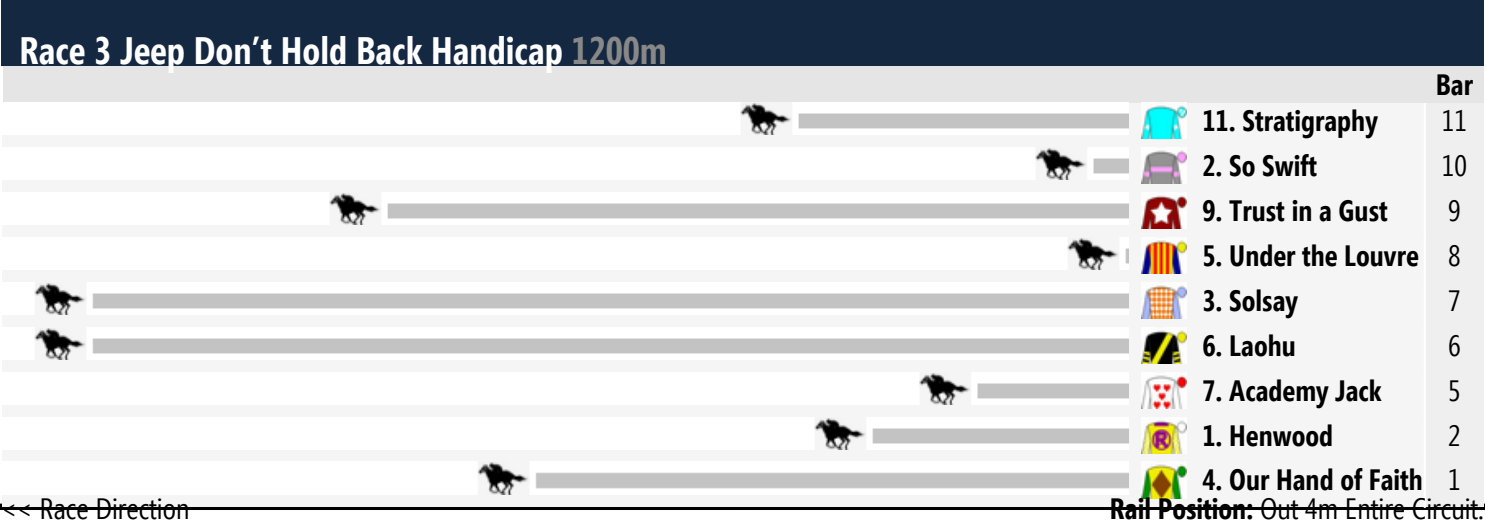 Race 3 Jeep Don’t Hold Back Handicap 1200m
Bar
11. Stratigraphy 11
2. So Swift 10
9. Trust in a Gust 9
5. Under the Louvre 8
3. Solsay 7
6. Laohu 6
7. Academy Jack 5
R 1. Henwood 2
4. Our Hand of Faith 1
<< Race Direction Rail Position: Out 4m Entire Circuit.